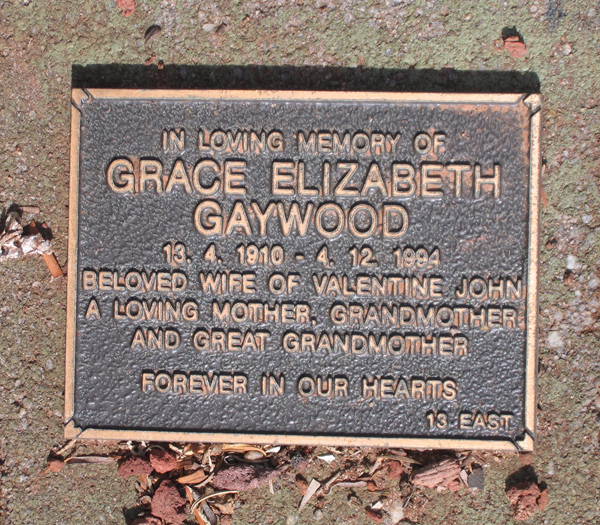 IN LOVING MEMORY OF
GRACE ELIZABETH
GAYWOOD
13. 4. 1910 - 4. 12. 1994
BELOVED WIFE OF VALENTINE JOHN
A LOVING MOTHER, GRANDMOTHER
AND GREAT GRANDMOTHER
FOREVER IN OUR HEARTS
13 EAST